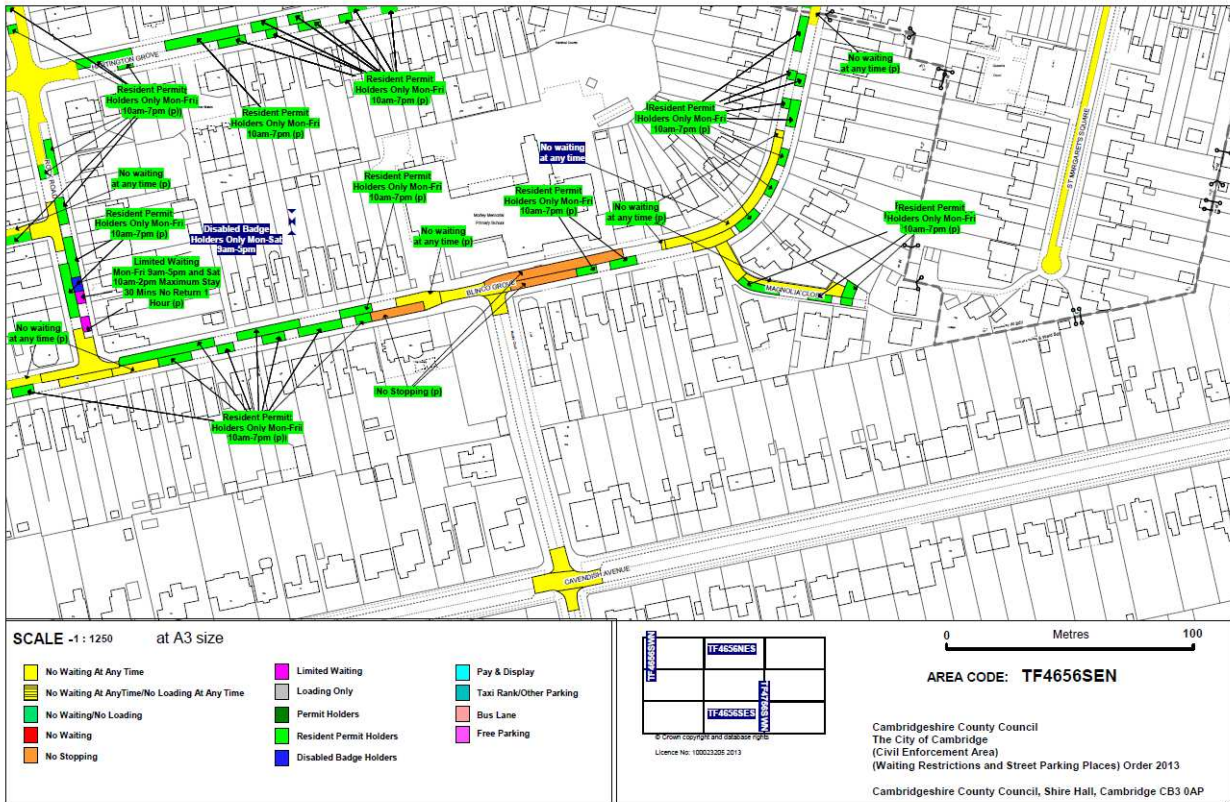 HARTINGTON GROVE
Resident Permit
Holders Only Mon-Fri
10am-7pm (p)
No waiting
at any time (p)
Resident Permit;
Holders Only Mon-Fri;
10am-7pm (p))
Resident Permit
Holders Only Mon-Fri
10am-7pm (p)
Resident Permit
Holders Only Mon-Fri
10am-7pm (p)
ST MARGARETS SQUARE
No waiting
at any time
No waiting
at any time (p)
Resident Permit
Holders Only Mon-Fri
10am-7pm (p)
Resident Permit
Holders Only Mon-Fri
10am-7pm (p)
No waiting
at any time (p)
Resident Permit
Holders Only Mon-Fri
10am-7pm (p)
Resident Permit
Holders Only Mon-Fri
10am-7pm (p)
Morley Memorial
Primary School
Disabled Badge
Holders Only Mon-Sat
9am-5pm
No waiting
at any time (p)
Limited Waiting
Mon-Fri 9am-5pm and Sat
10am-2pm Maximum Stay
30 Mins No Return 1
Hour (p)
BLINCO GROVE
MAGNOLIA CLOSE
No waiting
at any time (p)
No Stopping (p)
Resident Permit:
Holders Only Mon-Fri
10am-7pm (p)
CAVENDISH AVENUE
SCALE -1 : 1250 at A3 size
No Waiting At Any Time
No Waiting At AnyTime/No Loading At Any Time
No Waiting/No Loading
No Waiting
No Stopping
Limited Waiting
Loading Only
Permit Holders
Resident Permit Holders
Disabled Badge Holders
Pay & Display
Taxi Rank/Other Parking
Bus Lane
Free Parking
TF4656NES
TF4656SWN
TF4756SWN
TF4656SES
© Crown copyright and database rights
Licence No: 100023205 2013
0 Metres 100
AREA CODE: TF4656SEN
Cambridgeshire County Council
The City of Cambridge
(Civil Enforcement Area)
(Waiting Restrictions and Street Parking Places) Order 2013
Cambridgeshire County Council, Shire Hall, Cambridge CB3 0AP